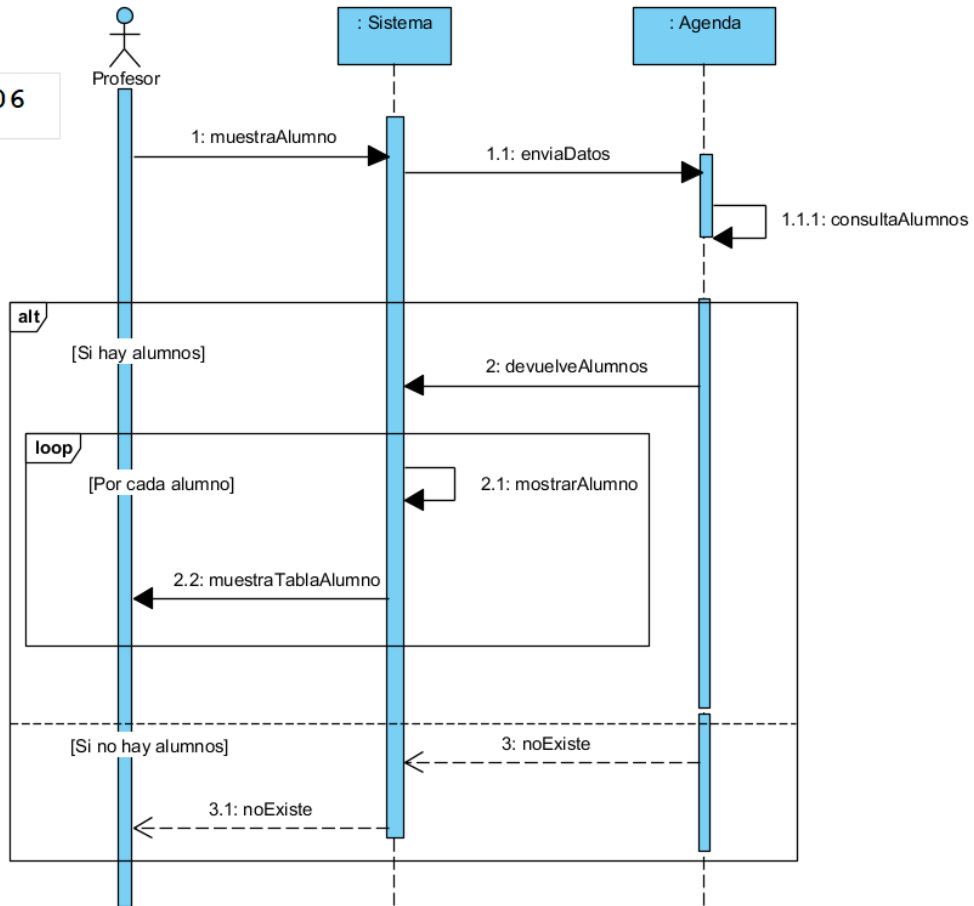 : Sistema
: Agenda
Profesor
06
1: muestraAlumno
1.1: enviaDatos
1.1.1: consultaAlumnos
alt
[Si hay alumnos]
2: devuelveAlumnos
loop
[Por cada alumno]
2.1: mostrarAlumno
2.2: muestraTablaAlumno
[Si no hay alumnos]
3: noExiste
3.1: noExiste